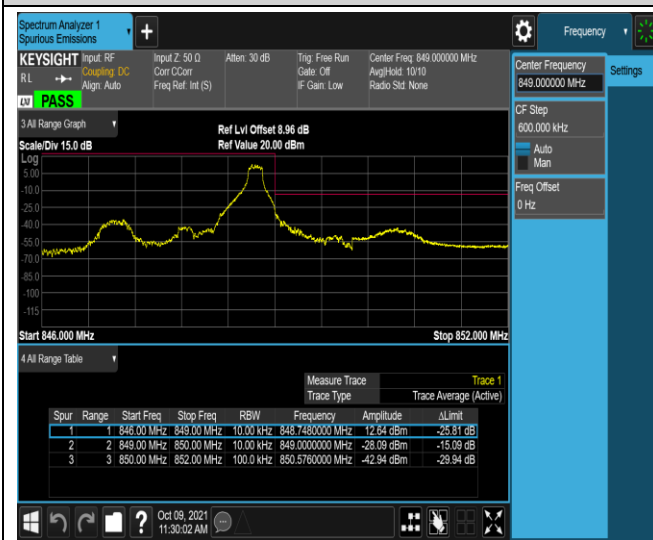 Spectrum Analyzer 1
Spurious Emissions
+
Frequency
KEYSIGHT
RL
LXI
PASS
Input: RF
Coupling: DC
Align: Auto
Input Z: 50 Ω
Corr CCorr
Freq Ref: Int (S)
Atten: 30 dB
Trig: Free Run
Gate: Off
IF Gain: Low
Center Freq: 849.000000 MHz
Avg|Hold: 10/10
Radio Std: None
Center Frequency
849.000000 MHz
Settings
CF Step
600.000 kHz
Auto
Man
Freq Offset
0 Hz
3 All Range Graph
Scale/Div 15.0 dB
Ref Lvl Offset 8.96 dB
Ref Value 20.00 dBm
Log
5.00
-10.0
-25.0
-40.0
-55.0
-70.0
-85.0
-100
-115
Start 846.000 MHz
Stop 852.000 MHz
4 All Range Table
Measure Trace Trace 1
Trace Type Trace Average (Active)
Spur Range Start Freq Stop Freq RBW Frequency Amplitude ΔLimit
1 1 846.00 MHz 849.00 MHz 10.00 kHz 848.7480000 MHz 12.64 dBm -25.81 dB
2 2 849.00 MHz 850.00 MHz 10.00 kHz 849.0000000 MHz -28.09 dBm -15.09 dB
3 3 850.00 MHz 852.00 MHz 100.0 kHz 850.5760000 MHz -42.94 dBm -29.94 dB
?
Oct 09, 2021
11:30:02 AM